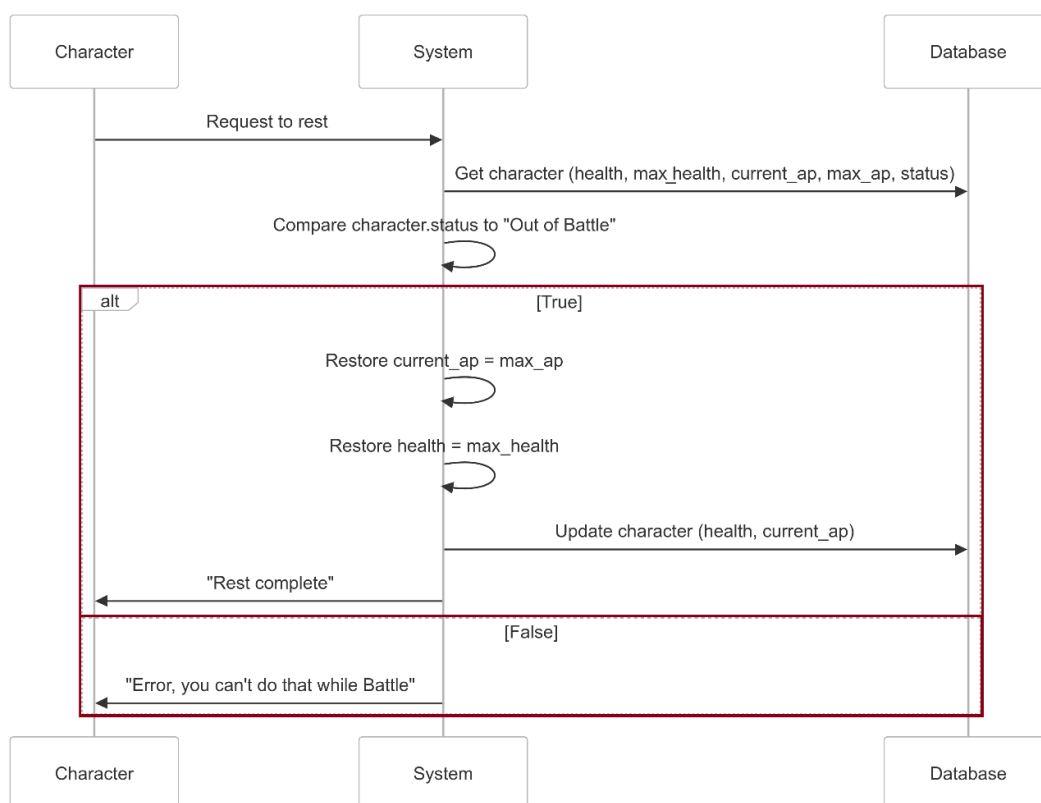 Character
System
Database
Request to rest
Get character (health, max_health, current_ap, max_ap, status)
Compare character.status to "Out of Battle"
alt
[True]
Restore current_ap = max_ap
Restore health = max_health
Update character (health, current_ap)
"Rest complete"
[False]
"Error, you can't do that while Battle"
Character
System
Database